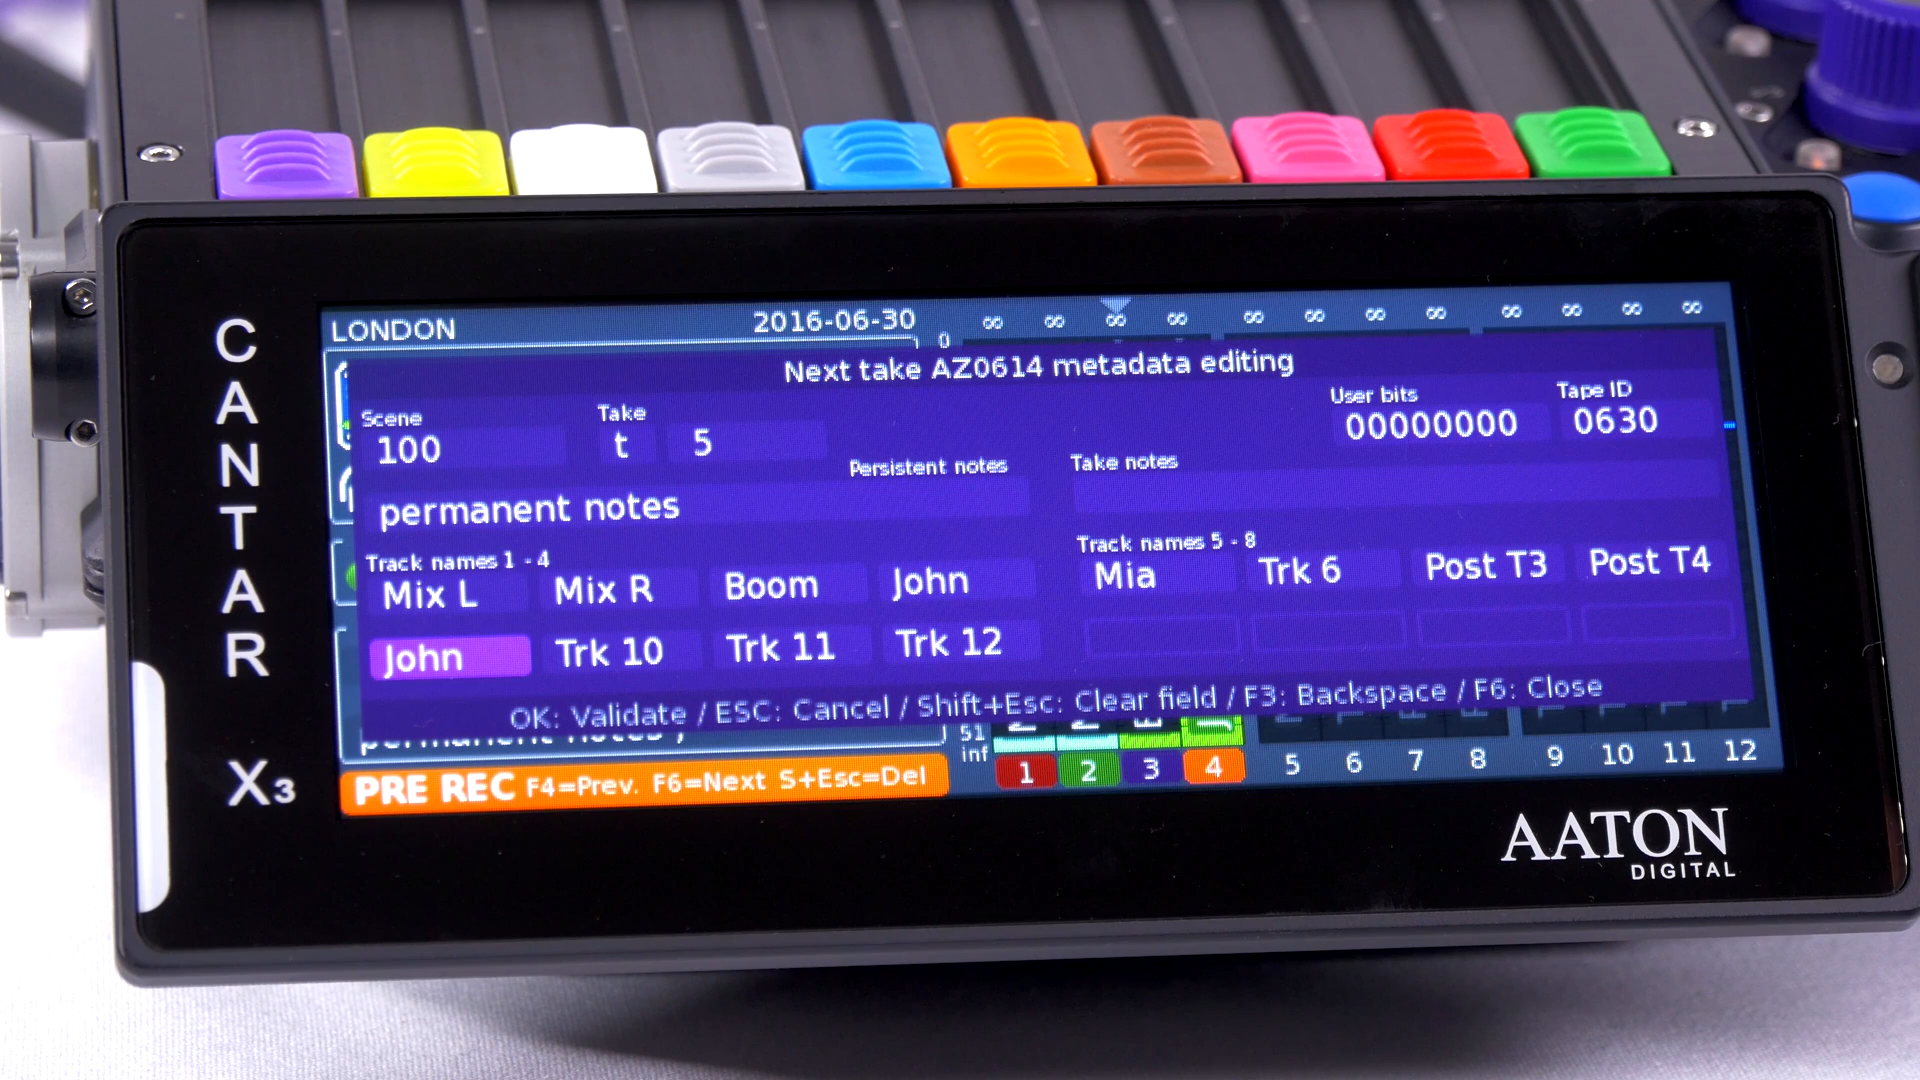 CANTAR
X3
LONDON 2016-06-30
0 ∞ ∞ ∞ ∞ ∞ ∞ ∞ ∞ ∞ ∞ ∞ ∞
Next take AZ0614 metadata editing
Scene Take User bits Tape ID
100 t 5 00000000 0630
Persistent notes Take notes
permanent notes
Track names 1 - 4 Track names 5 - 8
Mix L Mix R Boom John Mia Trk 6 Post T3 Post T4
John Trk 10 Trk 11 Trk 12
OK: Validate / ESC: Cancel / Shift+Esc: Clear field / F3: Backspace / F6: Close
permanent notes /
51
inf
1 2 3 4 5 6 7 8 9 10 11 12
PRE REC F4=Prev. F6=Next S+Esc=Del
AATON
DIGITAL